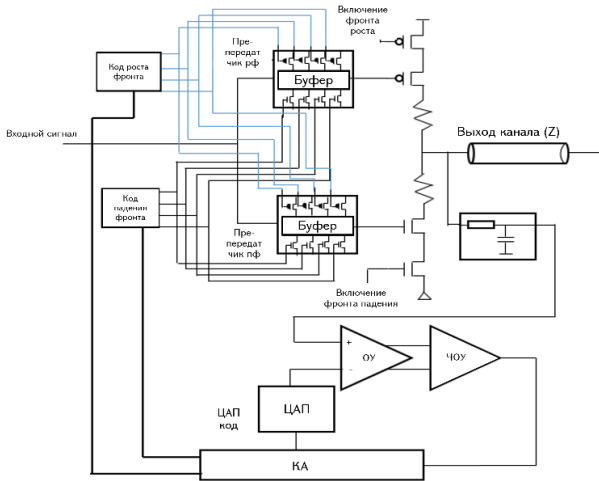 Включение
фронта
роста
Пре-
передат
чик рф
Код роста
фронта
Буфер
Входной сигнал
Выход канала (Z)
Код
падения
фронта
Буфер
Пре-
передат
чик пф
Включение
фронта падения
+
-
ОУ
ЧОУ
ЦАП
код
ЦАП
КА